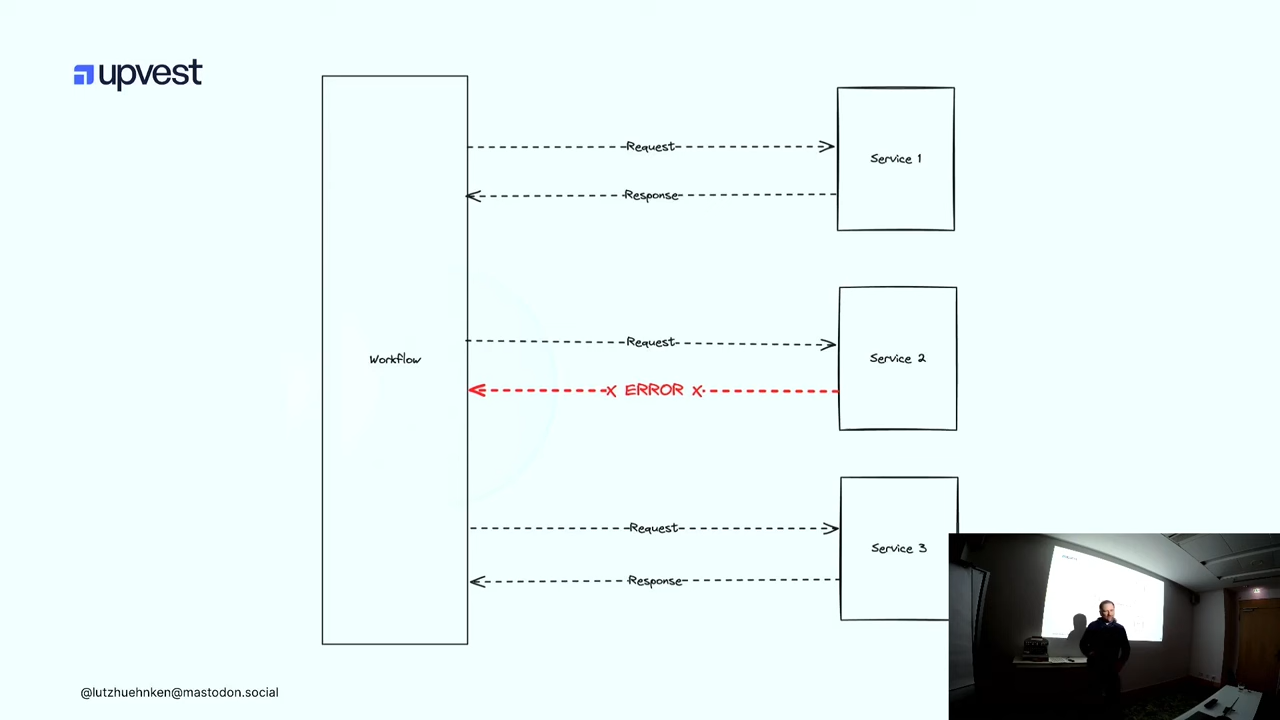 upvest
Request
Service 1
Response
Request
Workflow
Service 2
X ERROR X
Request
Service 3
Response
@lutzhuehnken@mastodon.social